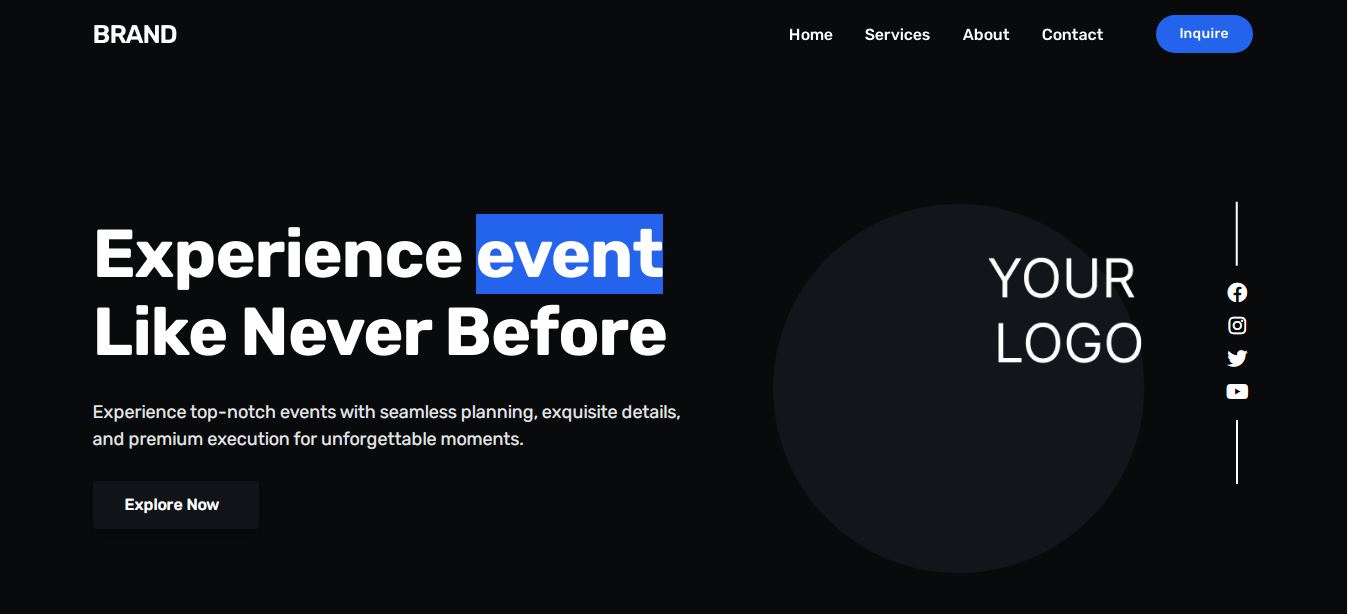 BRAND
Home Services About Contact Inquire
Experience event
Like Never Before
Experience top-notch events with seamless planning, exquisite details,
and premium execution for unforgettable moments.
Explore Now
YOUR
LOGO